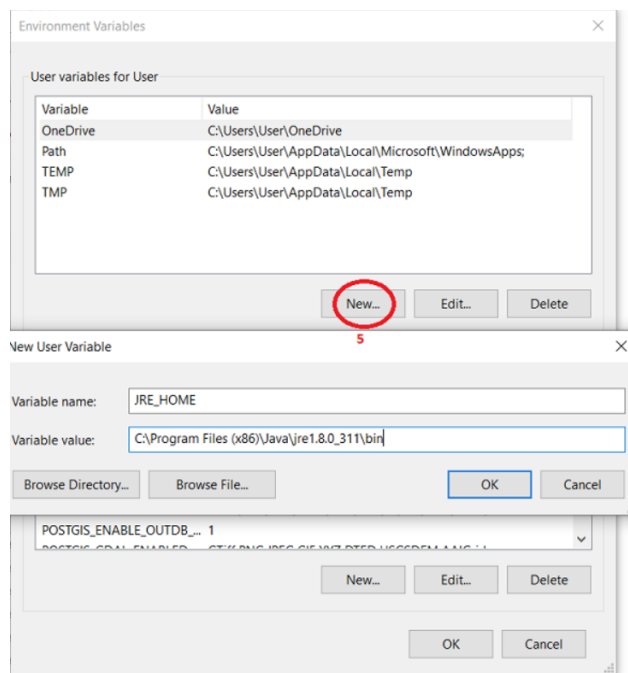 Environment Variables
User variables for User
Variable Value
OneDrive C:\Users\User\OneDrive
Path C:\Users\User\AppData\Local\Microsoft\WindowsApps;
TEMP C:\Users\User\AppData\Local\Temp
TMP C:\Users\User\AppData\Local\Temp
New... Edit... Delete
5
New User Variable
Variable name: JRE_HOME
Variable value: C:\Program Files (x86)\Java\jre1.8.0_311\bin
Browse Directory... Browse File... OK Cancel
POSTGIS_ENABLE_OUTDB_... 1
New... Edit... Delete
OK Cancel